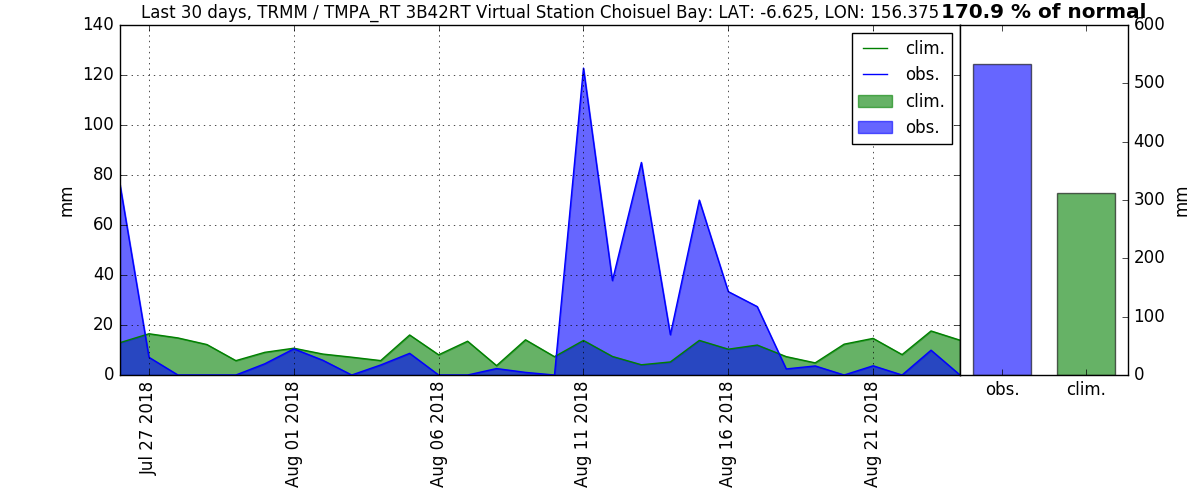 Last 30 days, TRMM / TMPA_RT 3B42RT Virtual Station Choisuel Bay: LAT: -6.625, LON: 156.375 170.9 % of normal
140
120
100
80
60
40
20
0
mm
clim.
obs.
clim.
obs.
600
500
400
300
200
100
0
mm
Jul 27 2018
Aug 01 2018
Aug 06 2018
Aug 11 2018
Aug 16 2018
Aug 21 2018
obs.
clim.